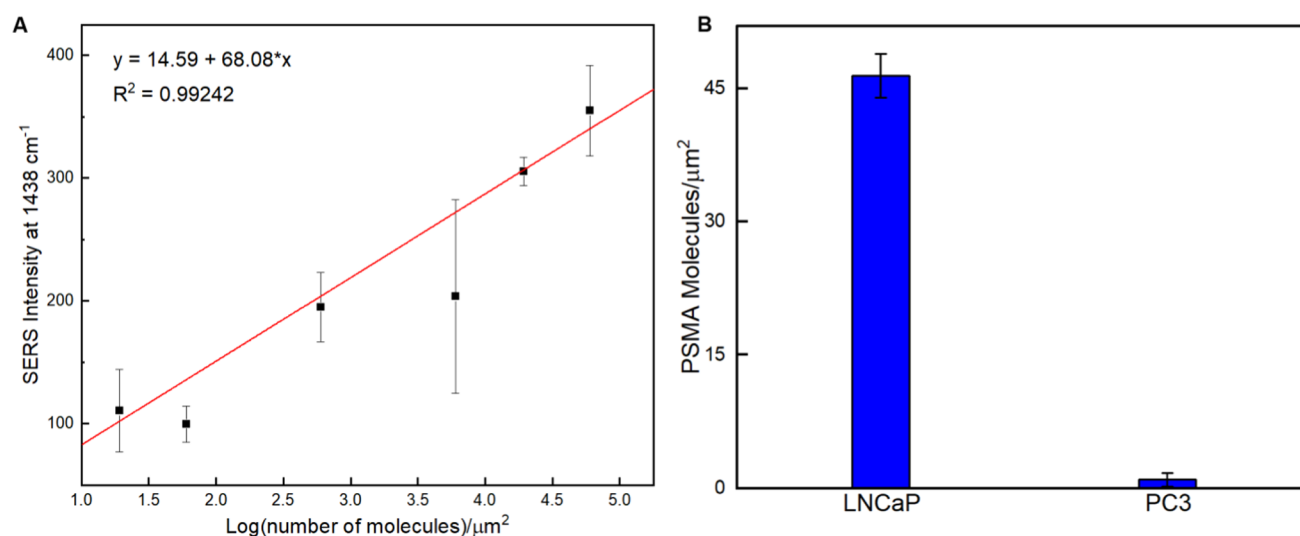 A
y = 14.59 + 68.08*x
R² = 0.99242
SERS Intensity at 1438 cm⁻¹
400
300
200
100
1.0 1.5 2.0 2.5 3.0 3.5 4.0 4.5 5.0
Log(number of molecules)/μm²
B
PSMA Molecules/μm²
45
30
15
0
LNCaP PC3